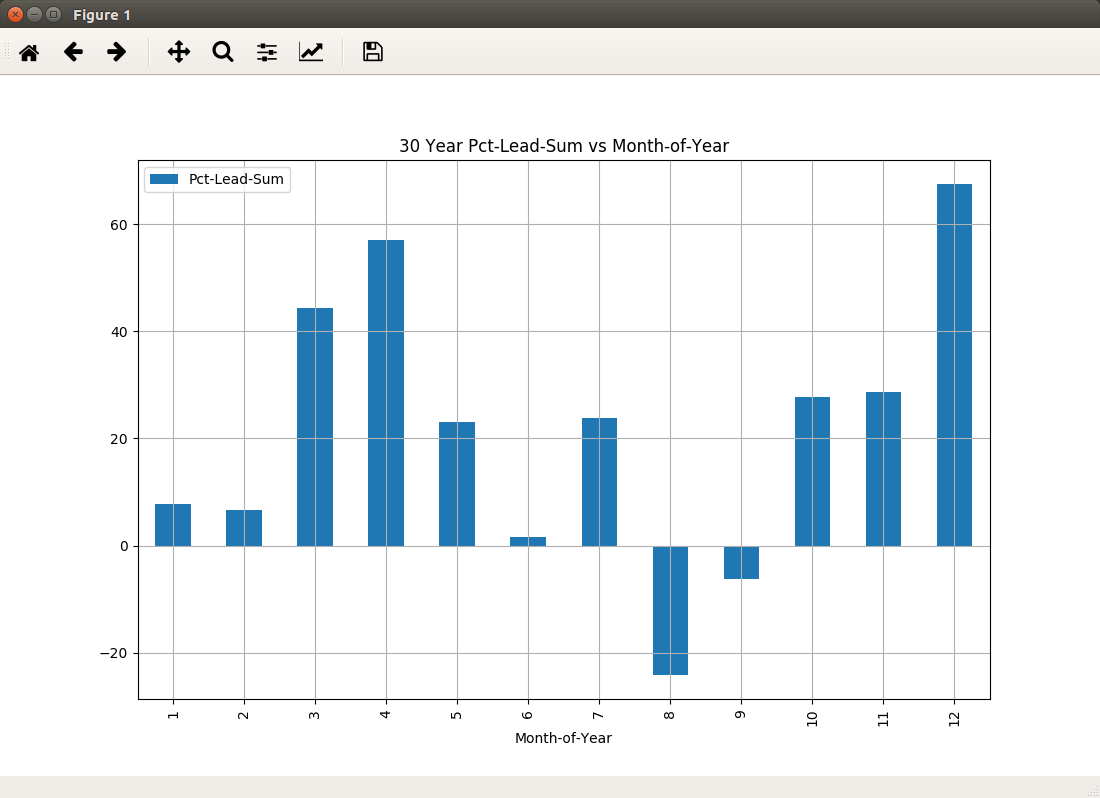 Figure 1
30 Year Pct-Lead-Sum vs Month-of-Year
Pct-Lead-Sum
60
40
20
0
−20
1 2 3 4 5 6 7 8 9 10 11 12
Month-of-Year